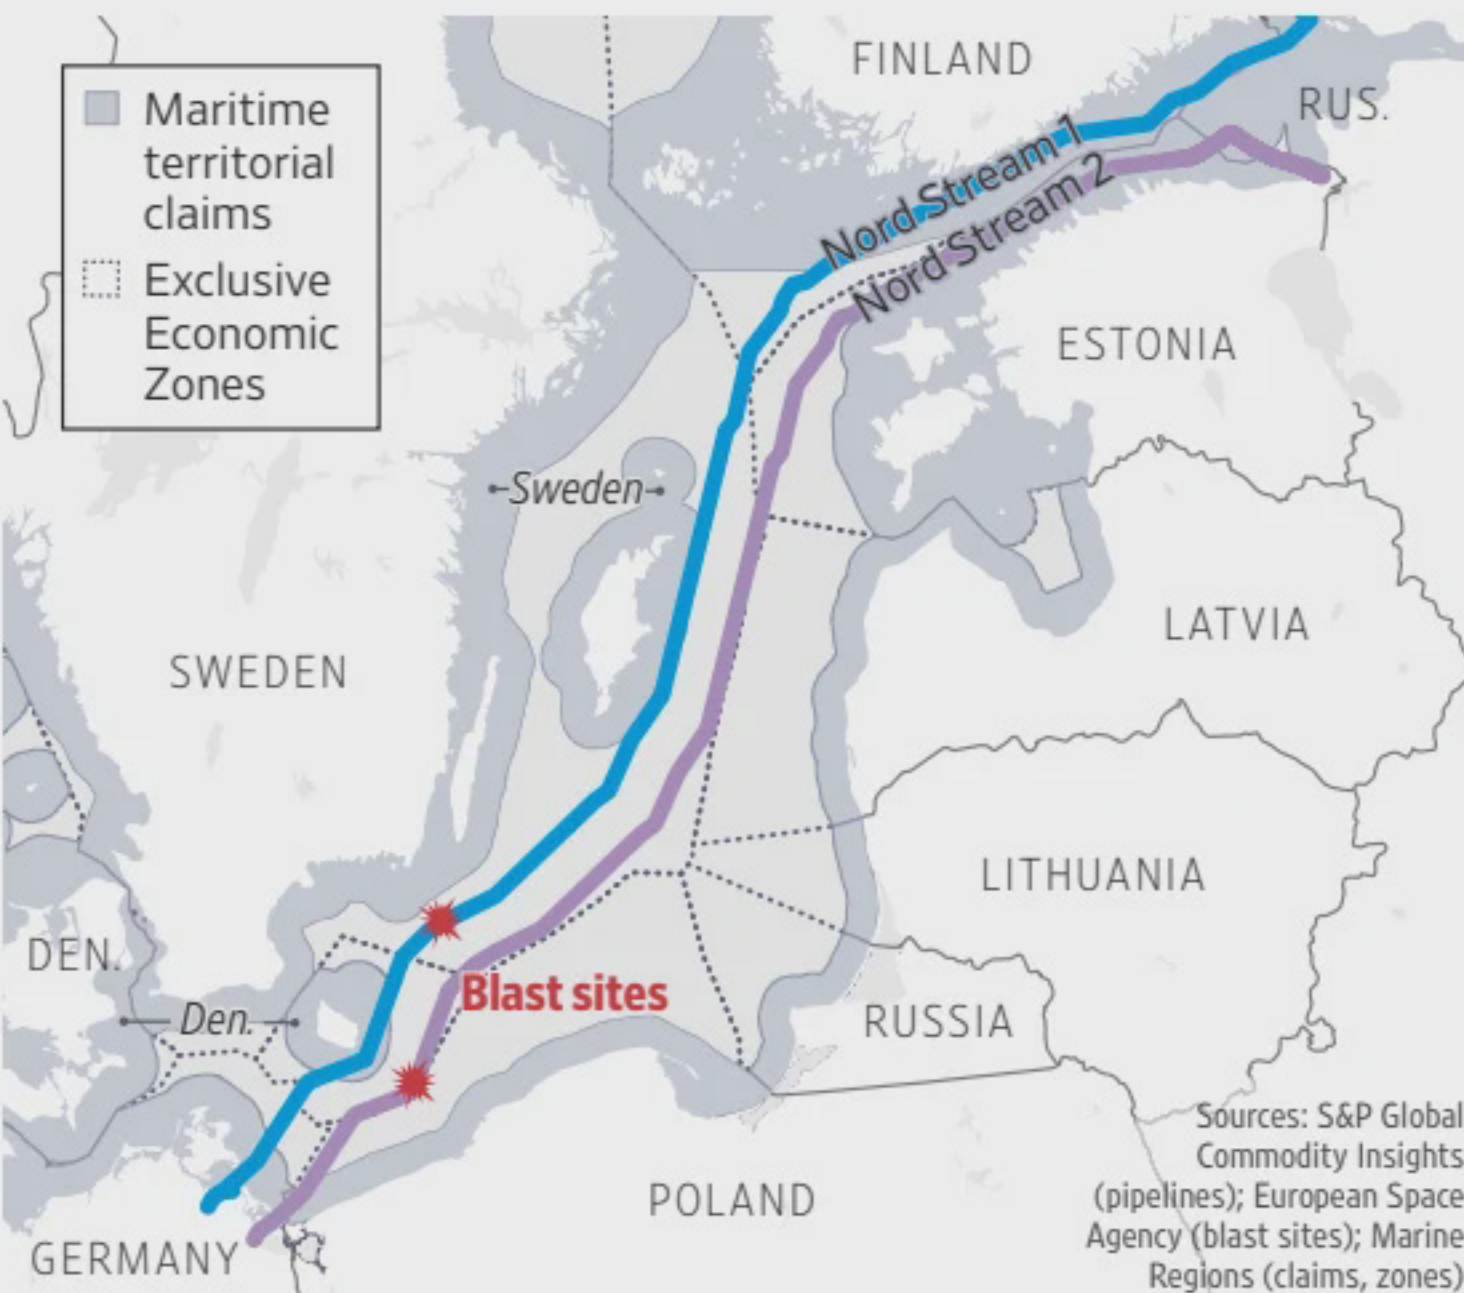 FINLAND
Maritime
territorial
claims
Exclusive
Economic
Zones
RUS.
Nord Stream 1
Nord Stream 2
ESTONIA
Sweden
LATVIA
SWEDEN
LITHUANIA
DEN.
Blast sites
Den.
RUSSIA
POLAND
GERMANY
Sources: S&P Global
Commodity Insights
(pipelines); European Space
Agency (blast sites); Marine
Regions (claims, zones)